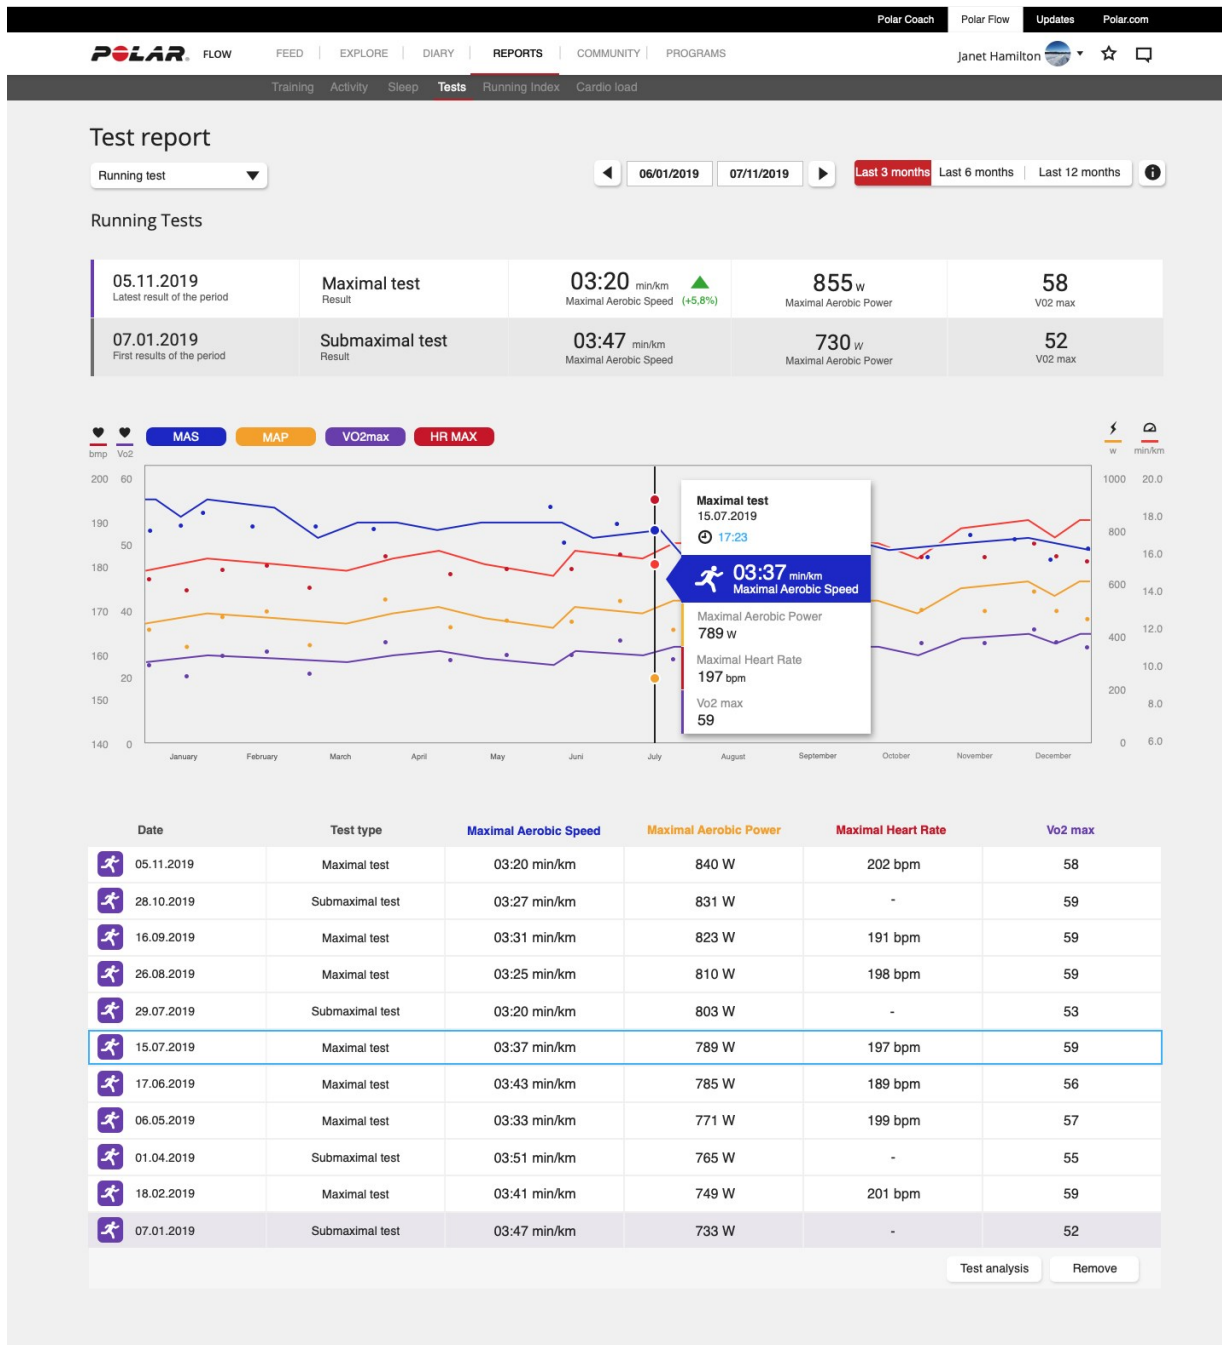 Polar Coach Polar Flow Updates Polar.com
POLAR. FLOW FEED EXPLORE DIARY REPORTS COMMUNITY PROGRAMS Janet Hamilton
Training Activity Sleep Tests Running Index Cardio load
Test report
Running test 06/01/2019 07/11/2019 Last 3 months Last 6 months Last 12 months
Running Tests
05.11.2019 Maximal test 03:20 min/km 855 w 58
Latest result of the period Result Maximal Aerobic Speed (+5,8%) Maximal Aerobic Power V02 max
07.01.2019 Submaximal test 03:47 min/km 730 w 52
First results of the period Result Maximal Aerobic Speed Maximal Aerobic Power V02 max
MAS MAP VO2max HR MAX
bmp Vo2 w min/km
200 60 1000 20.0
190 18.0
800
50
180 16.0
600
14.0
170 40
12.0
400
160 10.0
20
200
150 8.0
140 0 0 6.0
Maximal test
15.07.2019
17:23
03:37 min/km
Maximal Aerobic Speed
Maximal Aerobic Power
789 w
Maximal Heart Rate
197 bpm
Vo2 max
59
January February March April May Juni July August September October November December
Date Test type Maximal Aerobic Speed Maximal Aerobic Power Maximal Heart Rate Vo2 max
05.11.2019 Maximal test 03:20 min/km 840 W 202 bpm 58
28.10.2019 Submaximal test 03:27 min/km 831 W - 59
16.09.2019 Maximal test 03:31 min/km 823 W 191 bpm 59
26.08.2019 Maximal test 03:25 min/km 810 W 198 bpm 59
29.07.2019 Submaximal test 03:20 min/km 803 W - 53
15.07.2019 Maximal test 03:37 min/km 789 W 197 bpm 59
17.06.2019 Maximal test 03:43 min/km 785 W 189 bpm 56
06.05.2019 Maximal test 03:33 min/km 771 W 199 bpm 57
01.04.2019 Submaximal test 03:51 min/km 765 W - 55
18.02.2019 Maximal test 03:41 min/km 749 W 201 bpm 59
07.01.2019 Submaximal test 03:47 min/km 733 W - 52
Test analysis Remove